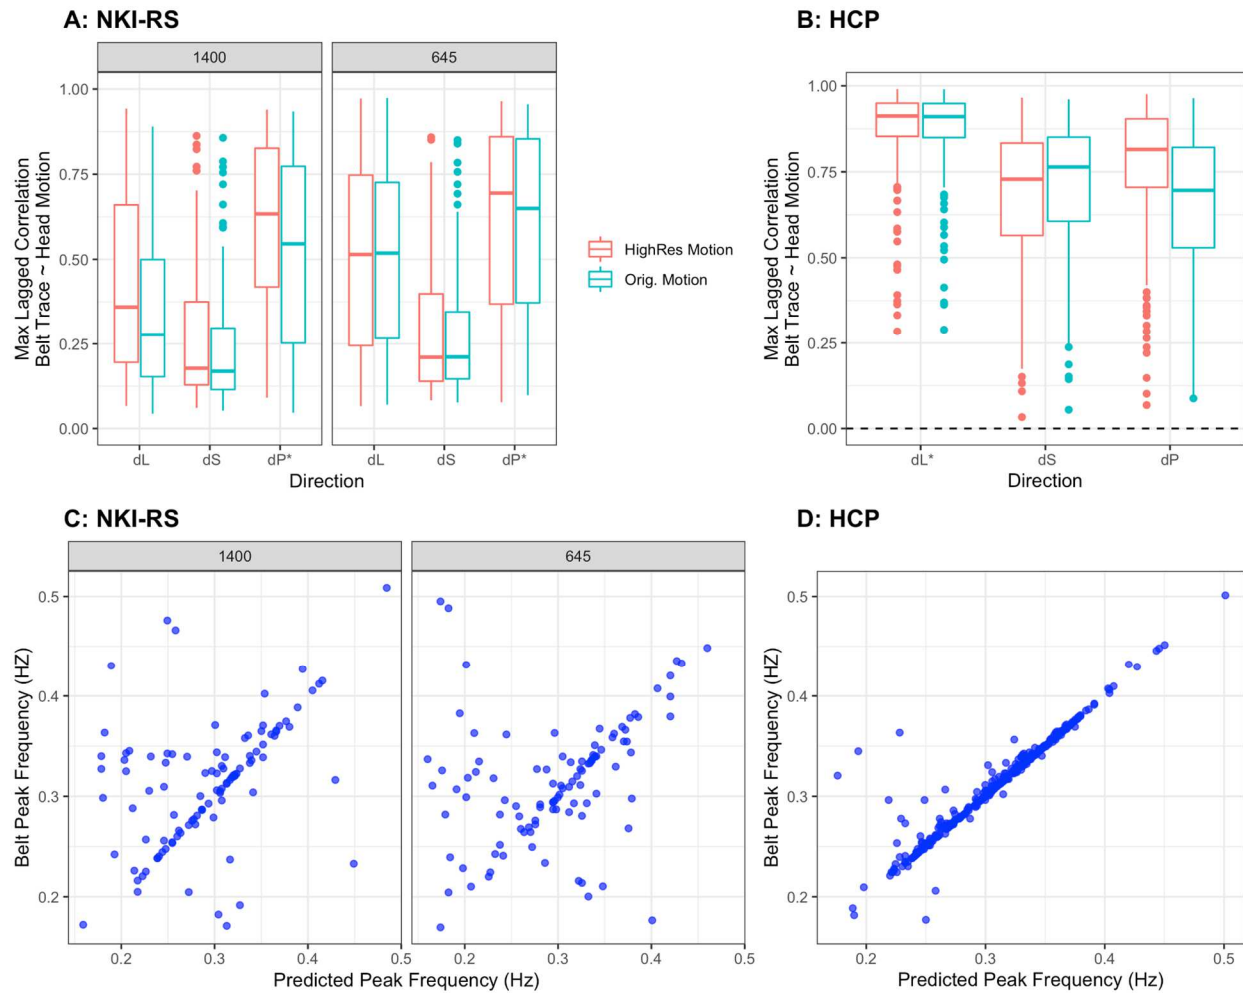 A: NKI-RS
1400
645
1.00
0.75
0.50
0.25
0.00
Max Lagged Correlation
Belt Trace ~ Head Motion
dL
dS
dP*
dL
dS
dP*
Direction
HighRes Motion
Orig. Motion
B: HCP
1.00
0.75
0.50
0.25
0.00
Max Lagged Correlation
Belt Trace ~ Head Motion
dL*
dS
dP
Direction
C: NKI-RS
1400
645
0.5
0.4
0.3
0.2
Belt Peak Frequency (HZ)
0.2
0.3
0.4
0.5
0.2
0.3
0.4
0.5
Predicted Peak Frequency (Hz)
D: HCP
0.5
0.4
0.3
0.2
Belt Peak Frequency (HZ)
0.2
0.3
0.4
0.5
Predicted Peak Frequency (Hz)